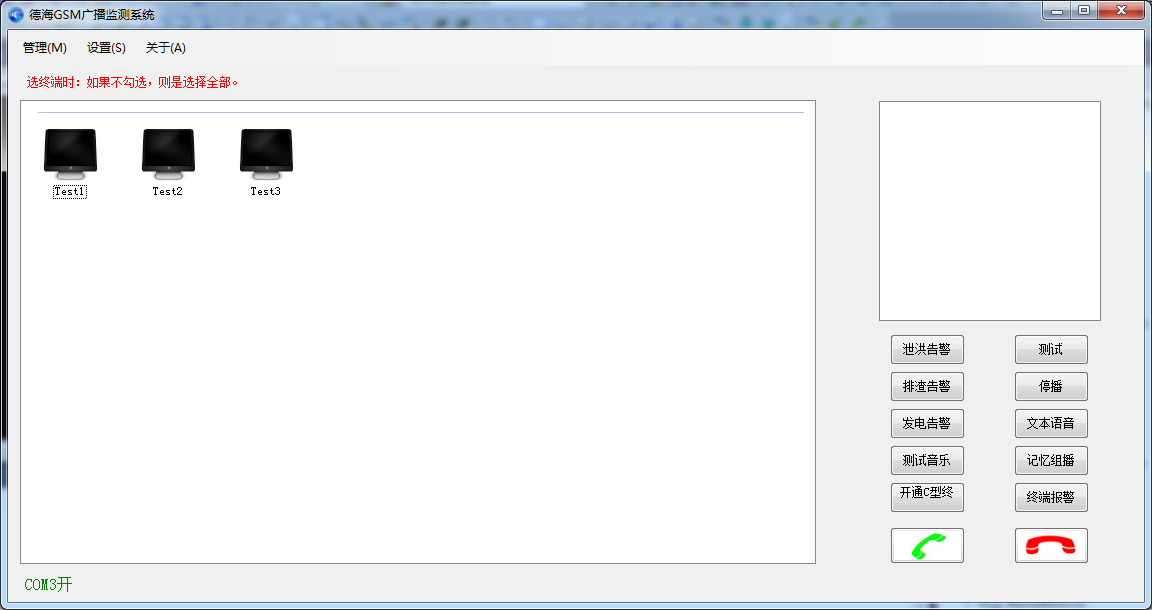 德海GSM广播监测系统
管理(M) 设置(S) 关于(A)
选终端时：如果不勾选，则是选择全部。
Test1 Test2 Test3
泄洪告警 测试
排渣告警 停播
发电告警 文本语音
测试音乐 记忆组播
开通C型终 终端报警
COM3开